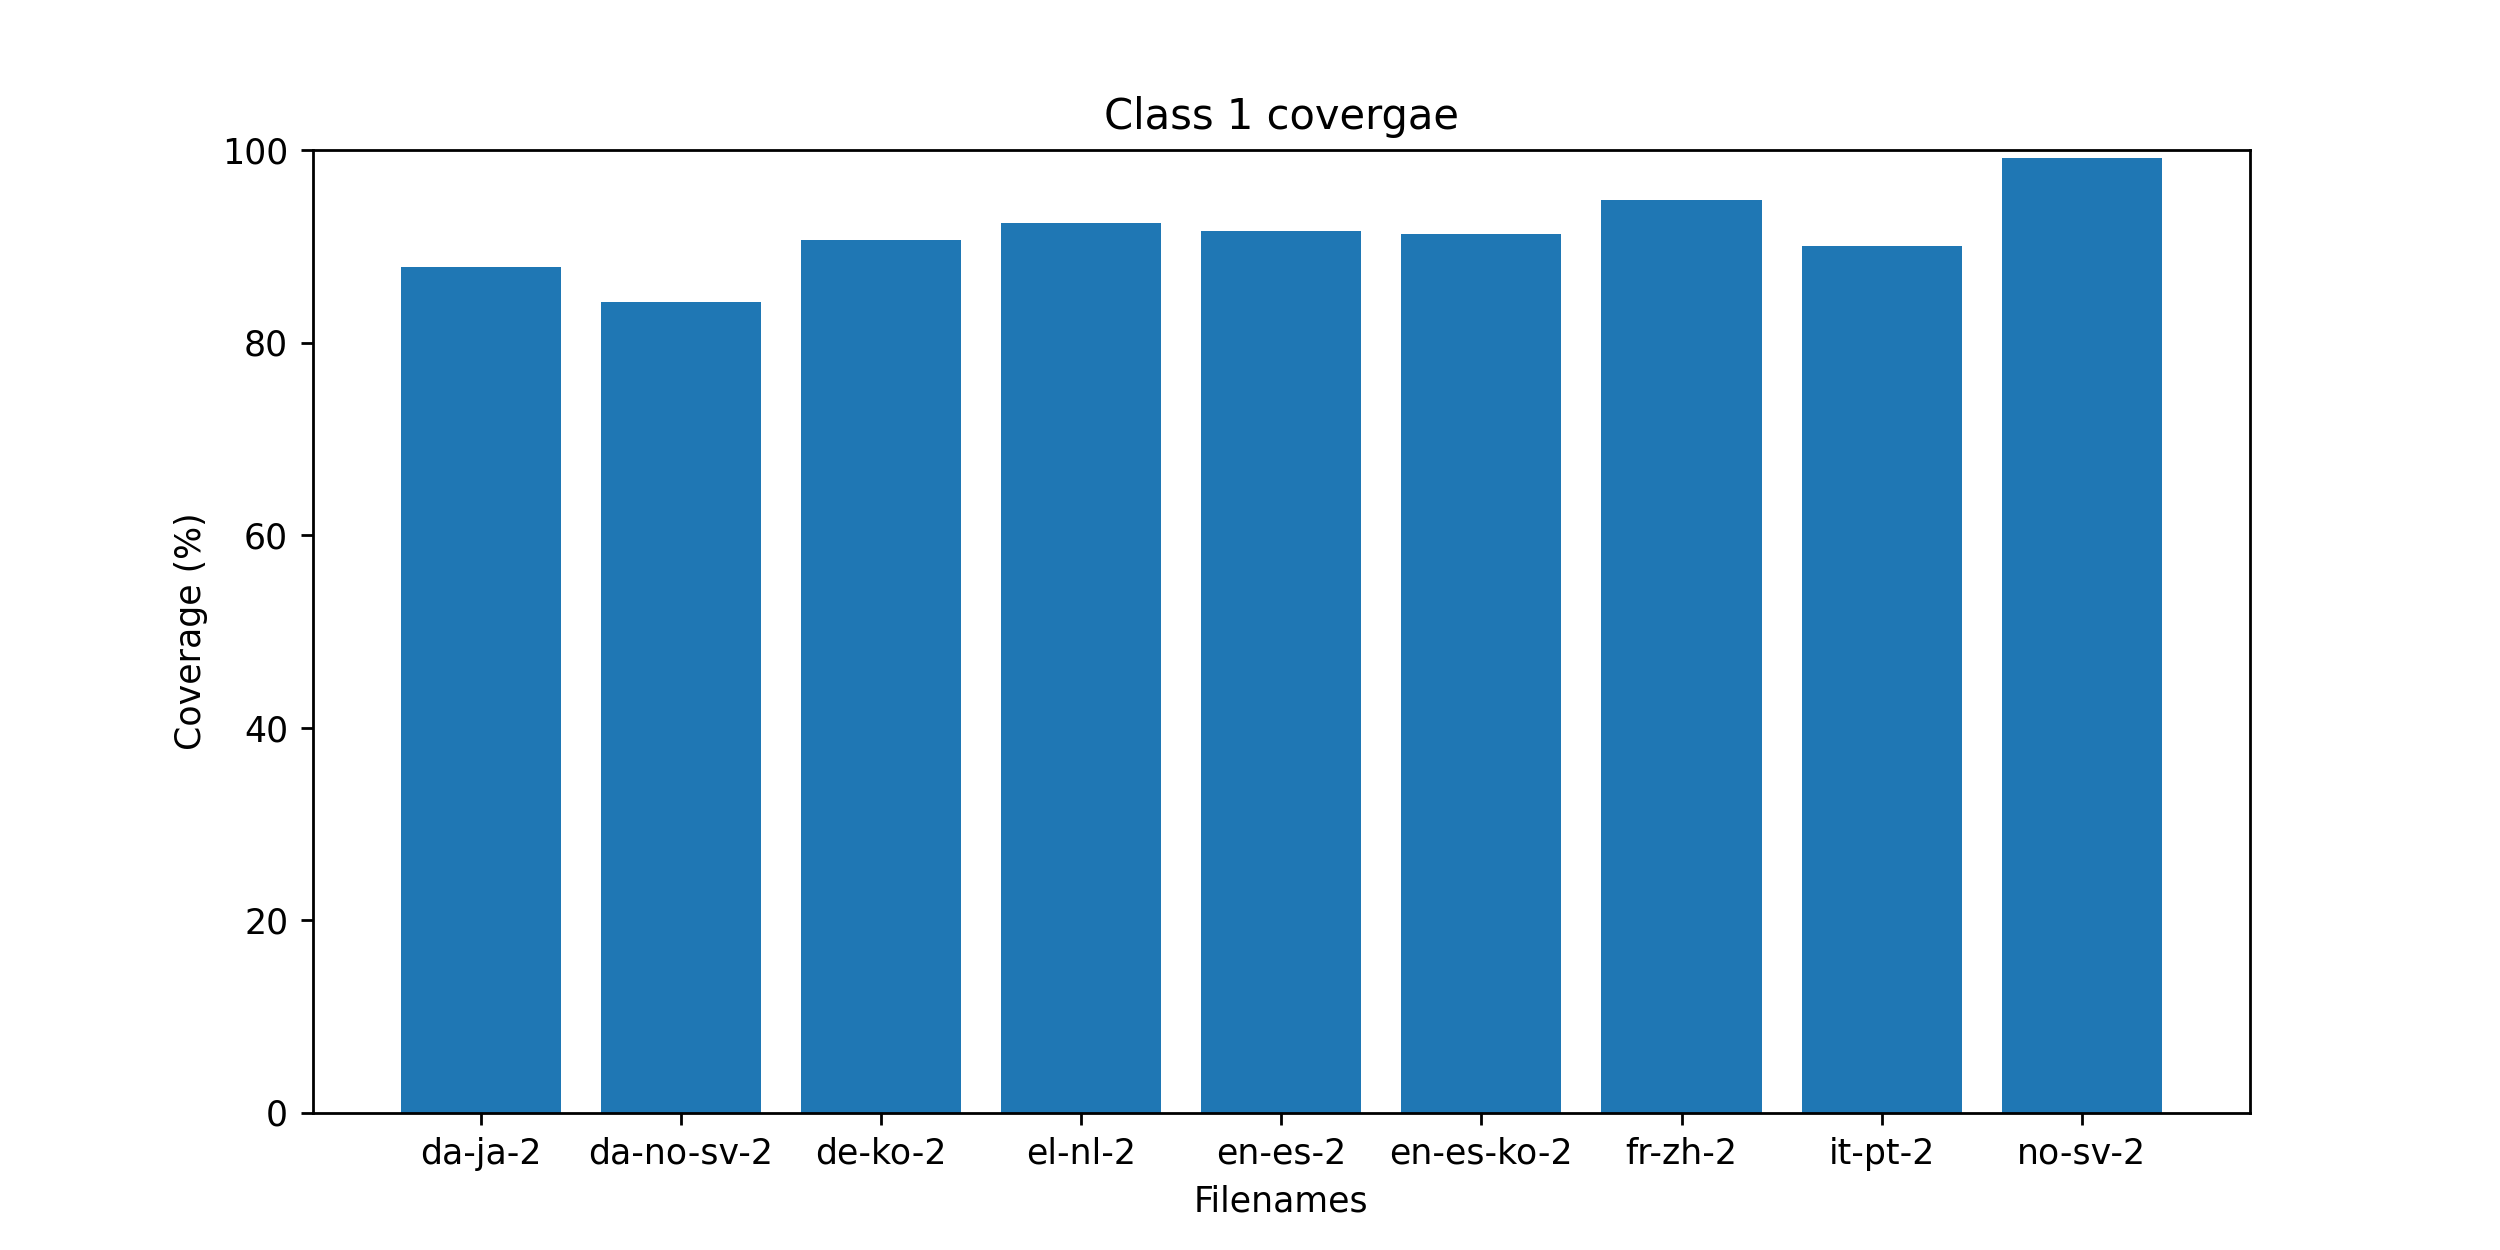 Class 1 covergae
100
80
60
40
20
0
Coverage (%)
da-ja-2 da-no-sv-2 de-ko-2 el-nl-2 en-es-2 en-es-ko-2 fr-zh-2 it-pt-2 no-sv-2
Filenames